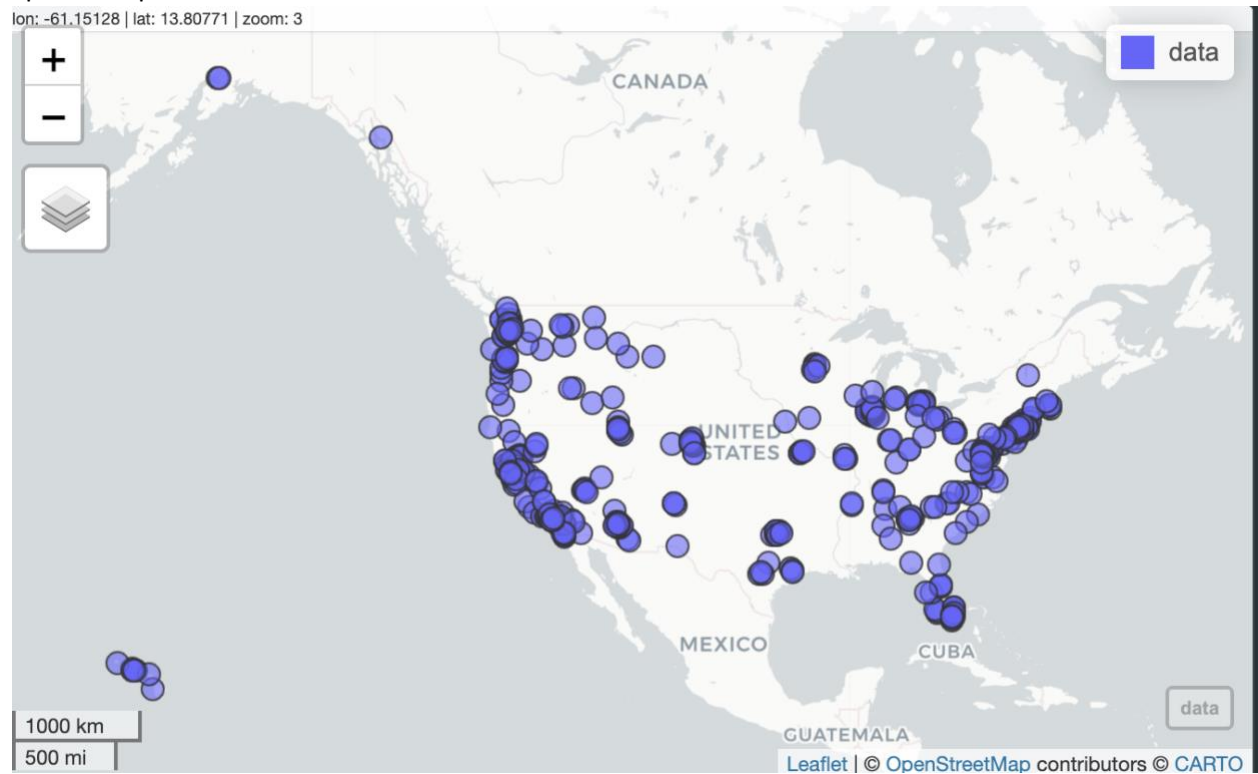 lon: -61.15128 | lat: 13.80771 | zoom: 3
+
−
data
CANADA
UNITED
STATES
MEXICO
CUBA
GUATEMALA
data
1000 km
500 mi
Leaflet | © OpenStreetMap contributors © CARTO